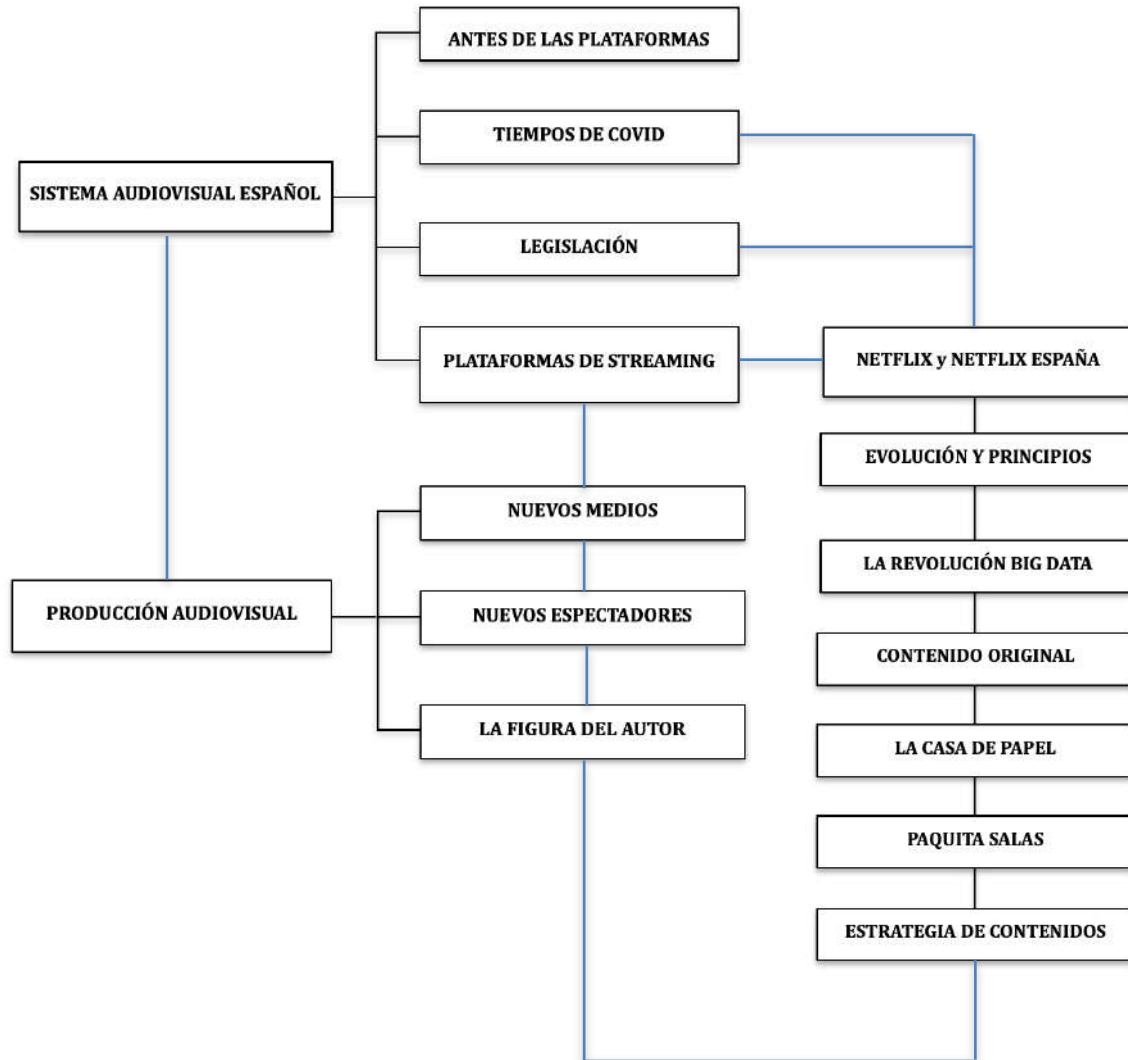 ANTES DE LAS PLATAFORMAS
TIEMPOS DE COVID
SISTEMA AUDIOVISUAL ESPAÑOL
LEGISLACIÓN
PLATAFORMAS DE STREAMING
NETFLIX y NETFLIX ESPAÑA
EVOLUCIÓN Y PRINCIPIOS
NUEVOS MEDIOS
LA REVOLUCIÓN BIG DATA
PRODUCCIÓN AUDIOVISUAL
NUEVOS ESPECTADORES
CONTENIDO ORIGINAL
LA FIGURA DEL AUTOR
LA CASA DE PAPEL
PAQUITA SALAS
ESTRATEGIA DE CONTENIDOS